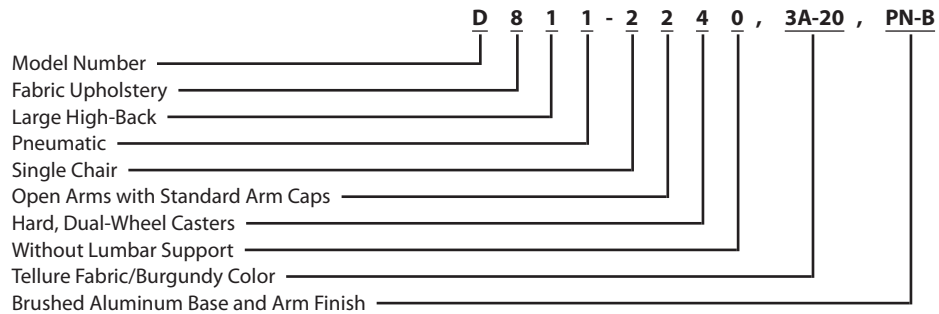 D 8 1 1 - 2 2 4 0 , 3A-20 , PN-B
Model Number
Fabric Upholstery
Large High-Back
Pneumatic
Single Chair
Open Arms with Standard Arm Caps
Hard, Dual-Wheel Casters
Without Lumbar Support
Tellure Fabric/Burgundy Color
Brushed Aluminum Base and Arm Finish